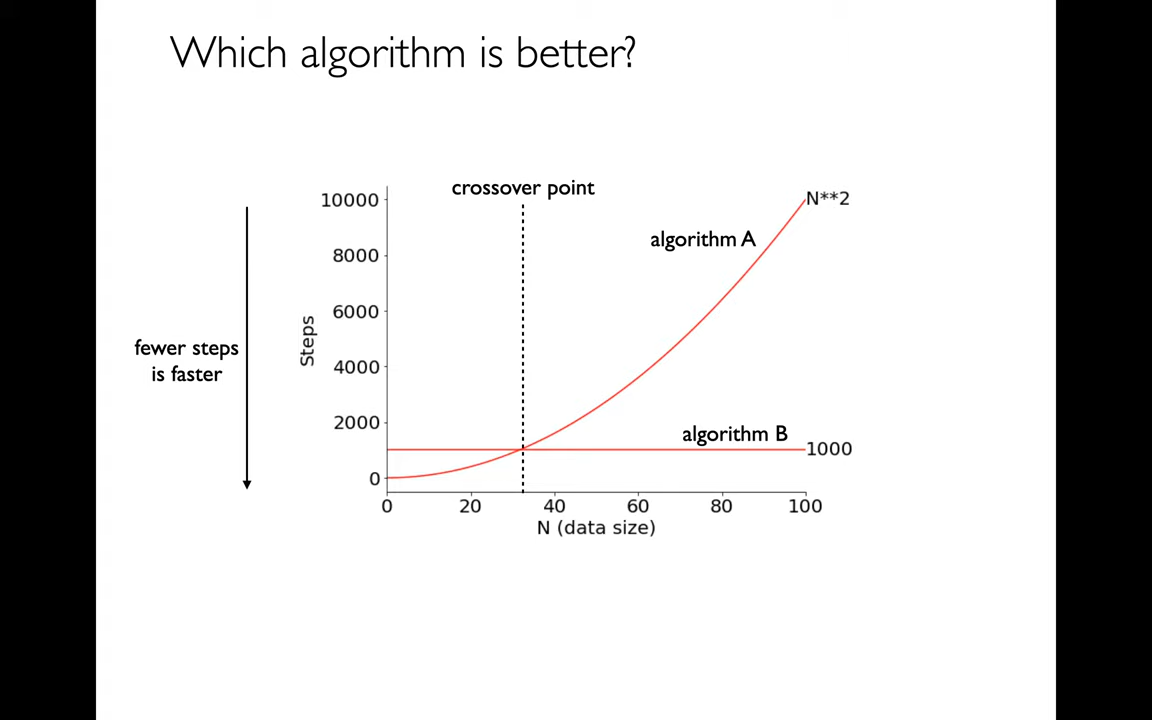 Which algorithm is better?
crossover point
10000
N**2
algorithm A
8000
6000
Steps
fewer steps
is faster
4000
2000
algorithm B
1000
0
0 20 40 60 80 100
N (data size)